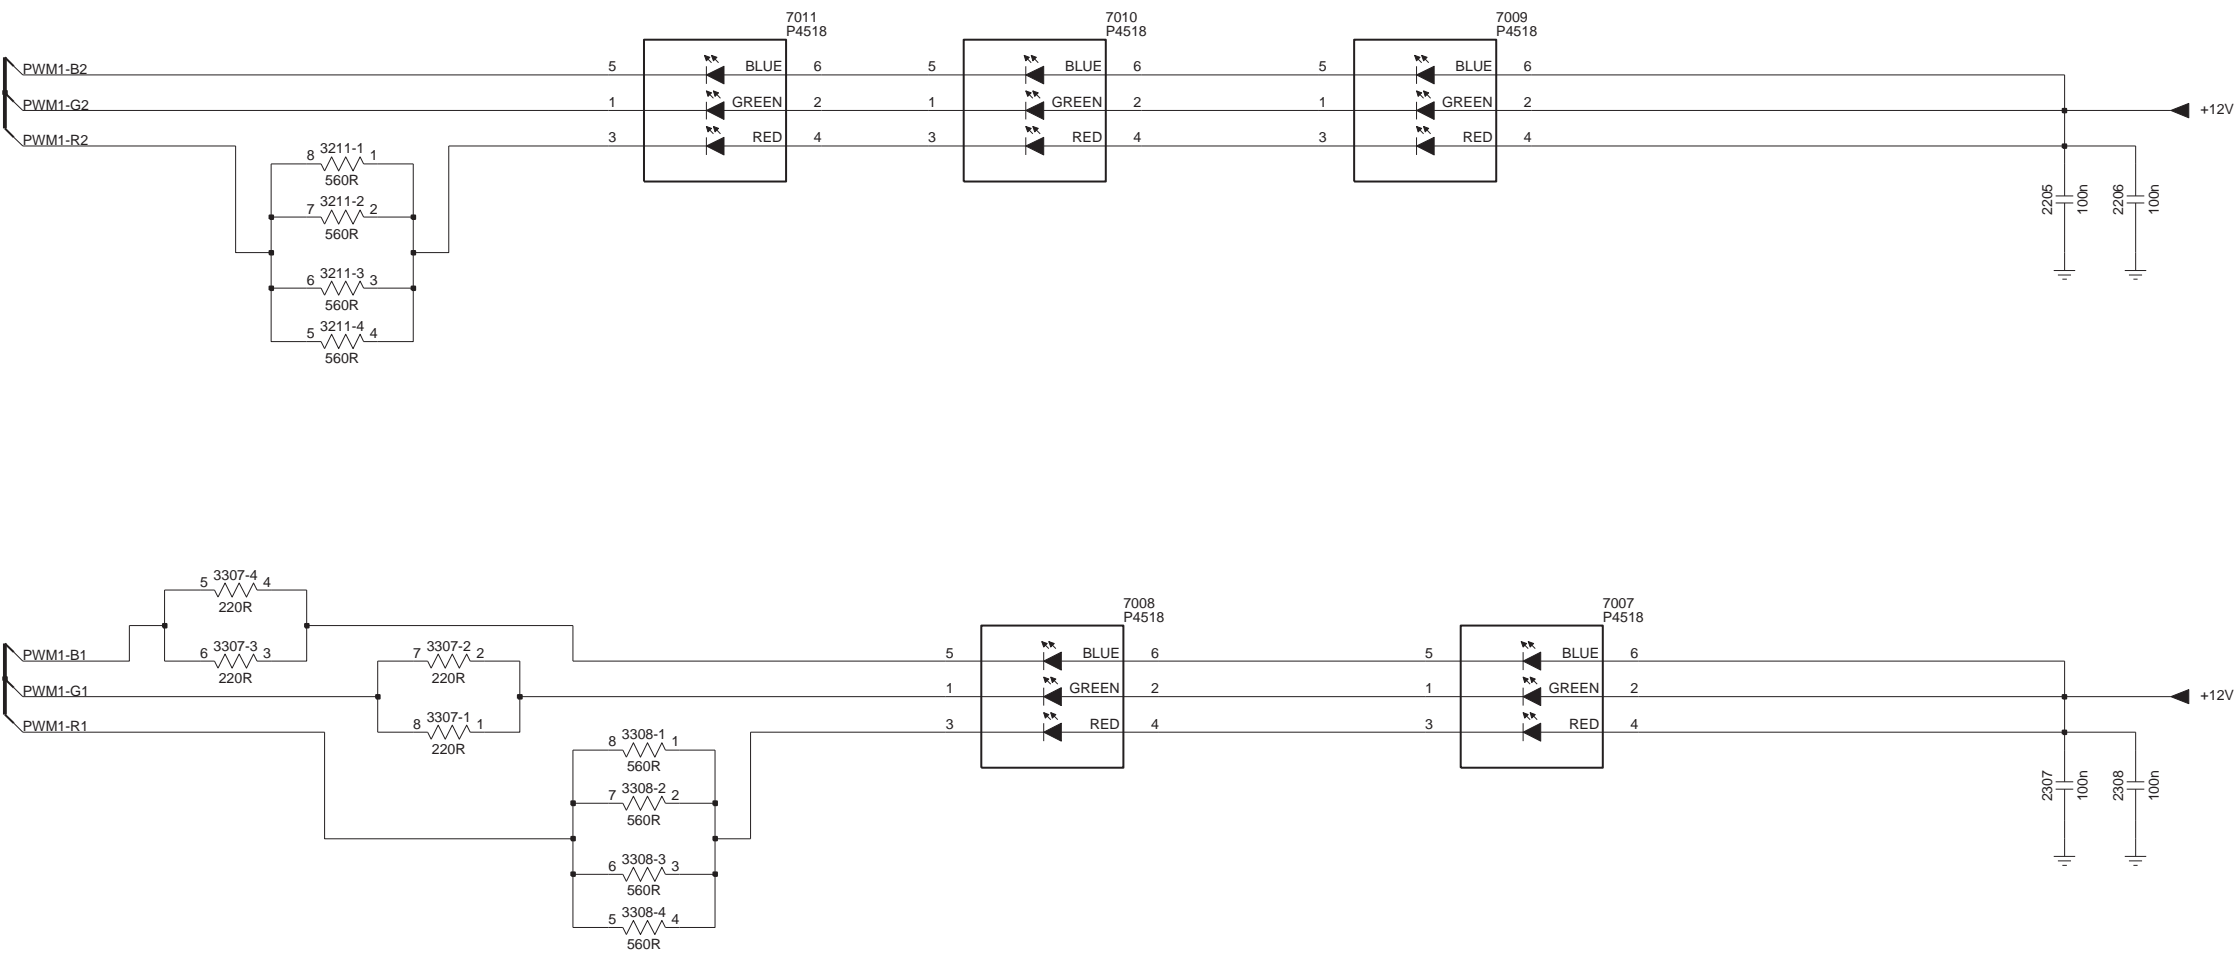 7011
P4518
7010
P4518
7009
P4518
PWM1-B2
5 BLUE 6 5 BLUE 6 5 BLUE 6
PWM1-G2
1 GREEN 2 1 GREEN 2 1 GREEN 2
+12V
PWM1-R2
3 RED 4 3 RED 4 3 RED 4
8 3211-1 1
560R
7 3211-2 2
560R
6 3211-3 3
560R
5 3211-4 4
560R
2205
100n
2206
100n
5 3307-4 4
220R
6 3307-3 3
220R
7 3307-2 2
220R
8 3307-1 1
220R
7008
P4518
7007
P4518
PWM1-B1
5 BLUE 6 5 BLUE 6
PWM1-G1
1 GREEN 2 1 GREEN 2
+12V
PWM1-R1
3 RED 4 3 RED 4
8 3308-1 1
560R
7 3308-2 2
560R
6 3308-3 3
560R
5 3308-4 4
560R
2307
100n
2308
100n